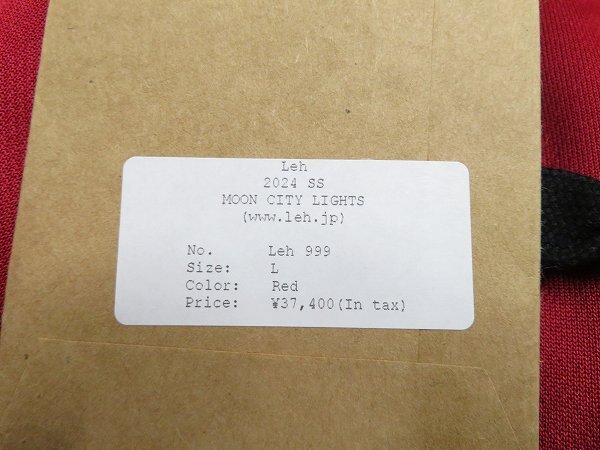 Leh
2024 SS
MOON CITY LIGHTS
(www.leh.jp)
No. Leh 999
Size: L
Color: Red
Price: ¥37,400(In tax)